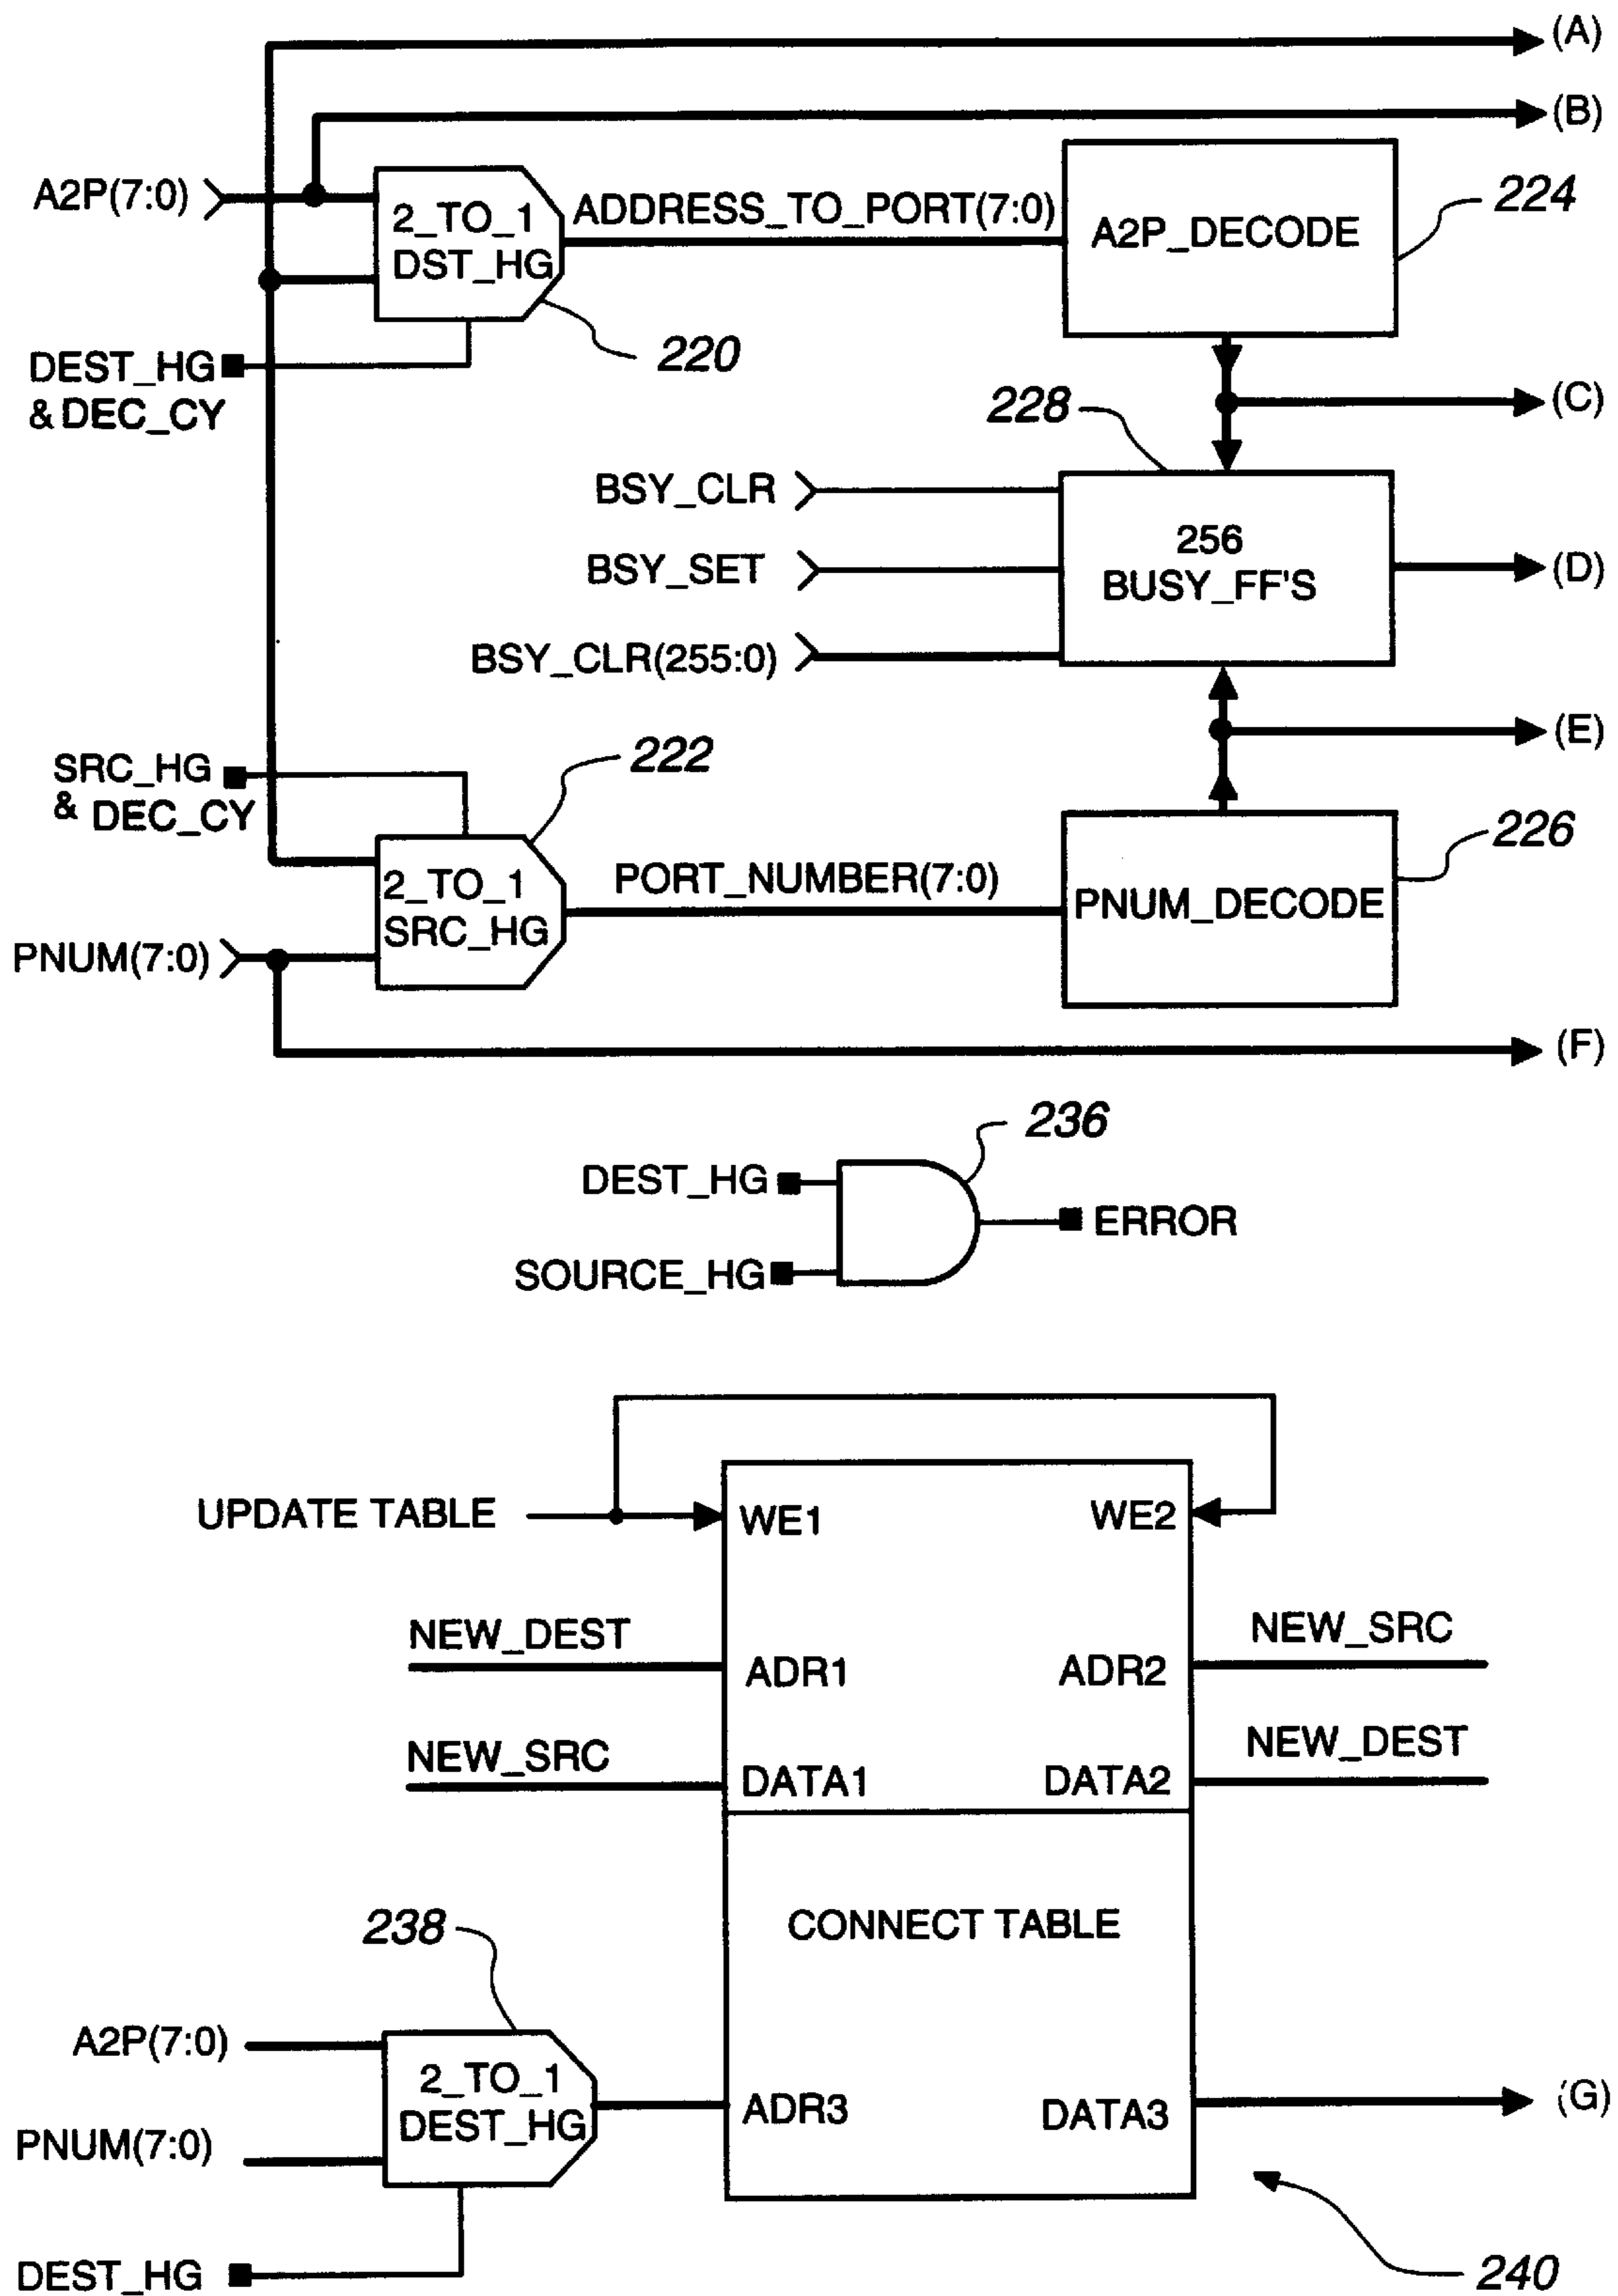 (A)
(B)
A2P(7:0)
2_TO_1
DST_HG
ADDRESS_TO_PORT(7:0)
A2P_DECODE
224
220
DEST_HG
& DEC_CY
(C)
228
BSY_CLR
BSY_SET
BSY_CLR(255:0)
256
BUSY_FF'S
(D)
(E)
SRC_HG
& DEC_CY
222
2_TO_1
SRC_HG
PORT_NUMBER(7:0)
PNUM_DECODE
226
PNUM(7:0)
(F)
236
DEST_HG
SOURCE_HG
ERROR
UPDATE TABLE
WE1
WE2
NEW_DEST
ADR1
ADR2
NEW_SRC
NEW_SRC
DATA1
DATA2
NEW_DEST
CONNECT TABLE
238
A2P(7:0)
PNUM(7:0)
2_TO_1
DEST_HG
ADR3
DATA3
(G)
DEST_HG
240